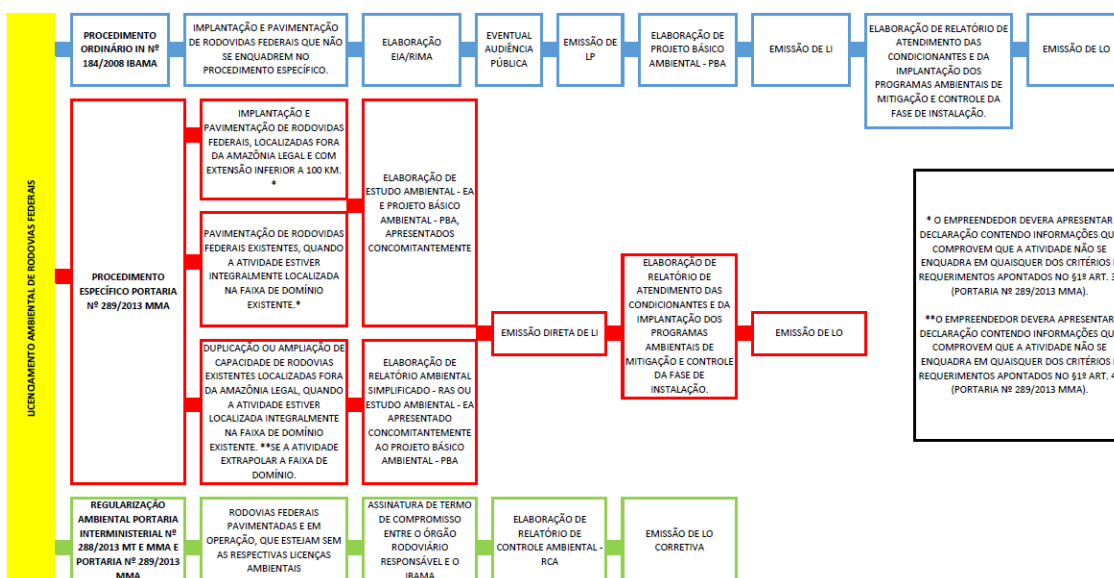 LICENCIAMENTO AMBIENTAL DE RODOVIAS FEDERAIS
PROCEDIMENTO
ORDINÁRIO IN Nº
184/2008 IBAMA
IMPLANTAÇÃO E PAVIMENTAÇÃO
DE RODOVIAS FEDERAIS QUE NÃO
SE ENQUADREM NO
PROCEDIMENTO ESPECÍFICO.
ELABORAÇÃO
EIA/RIMA
EVENTUAL
AUDIÊNCIA
PÚBLICA
EMISSÃO DE
LP
ELABORAÇÃO DE
PROJETO BÁSICO
AMBIENTAL - PBA
EMISSÃO DE LI
ELABORAÇÃO DE RELATÓRIO DE
ATENDIMENTO DAS
CONDICIONANTES E DA
IMPLANTAÇÃO DOS
PROGRAMAS AMBIENTAIS DE
MITIGAÇÃO E CONTROLE DA
FASE DE INSTALAÇÃO.
EMISSÃO DE LO
PROCEDIMENTO
ESPECÍFICO PORTARIA
Nº 289/2013 MMA
IMPLANTAÇÃO E
PAVIMENTAÇÃO DE RODOVIDAS
FEDERAIS, LOCALIZADAS FORA
DA AMAZÔNIA LEGAL E COM
EXTENSÃO INFERIOR A 100 KM.
*
PAVIMENTAÇÃO DE RODOVIDAS
FEDERAIS EXISTENTES, QUANDO
A ATIVIDADE ESTIVER
INTEGRALMENTE LOCALIZADA
NA FAIXA DE DOMÍNIO
EXISTENTE.*
DUPLICAÇÃO OU AMPLIAÇÃO DE
CAPACIDADE DE RODOVIAS
EXISTENTES LOCALIZADAS FORA
DA AMAZÔNIA LEGAL, QUANDO
A ATIVIDADE ESTIVER
LOCALIZADA INTEGRALMENTE
NA FAIXA DE DOMÍNIO
EXISTENTE. **SE A ATIVIDADE
EXTRAPOLAR A FAIXA DE
DOMÍNIO.
ELABORAÇÃO DE
ESTUDO AMBIENTAL - EA
E PROJETO BÁSICO
AMBIENTAL - PBA,
APRESENTADOS
CONCOMITANTEMENTE
ELABORAÇÃO DE
RELATÓRIO AMBIENTAL
SIMPLIFICADO - RAS OU
ESTUDO AMBIENTAL - EA
APRESENTADO
CONCOMITANTEMENTE
AO PROJETO BÁSICO
AMBIENTAL - PBA
EMISSÃO DIRETA DE LI
ELABORAÇÃO DE
RELATÓRIO DE
ATENDIMENTO DAS
CONDICIONANTES E DA
IMPLANTAÇÃO DOS
PROGRAMAS
AMBIENTAIS DE
MITIGAÇÃO E CONTROLE
DA FASE DE
INSTALAÇÃO.
EMISSÃO DE LO
* O EMPREENDEDOR DEVERA APRESENTAR
DECLARAÇÃO CONTENDO INFORMAÇÕES QU
COMPROVEM QUE A ATIVIDADE NÃO SE
ENQUADRA EM QUAISQUER DOS CRITÉRIOS
REQUERIMENTOS APONTADOS NO §1º ART. 3
(PORTARIA Nº 289/2013 MMA).
**O EMPREENDEDOR DEVERA APRESENTAR
DECLARAÇÃO CONTENDO INFORMAÇÕES QU
COMPROVEM QUE A ATIVIDADE NÃO SE
ENQUADRA EM QUAISQUER DOS CRITÉRIOS
REQUERIMENTOS APONTADOS NO §1º ART. 4
(PORTARIA Nº 289/2013 MMA).
REGULARIZAÇÃO
AMBIENTAL PORTARIA
INTERMINISTERIAL Nº
288/2013 MT E MMA E
PORTARIA Nº 289/2013
MMA
RODOVIAS FEDERAIS
PAVIMENTADAS E EM
OPERAÇÃO, QUE ESTEJAM SEM
AS RESPECTIVAS LICENÇAS
AMBIENTAIS
ASSINATURA DE TERMO
DE COMPROMISSO
ENTRE O ÓRGÃO
RODOVIÁRIO
RESPONSÁVEL E O
IBAMA
ELABORAÇÃO DE
RELATÓRIO DE
CONTROLE AMBIENTAL -
RCA
EMISSÃO DE LO
CORRETIVA